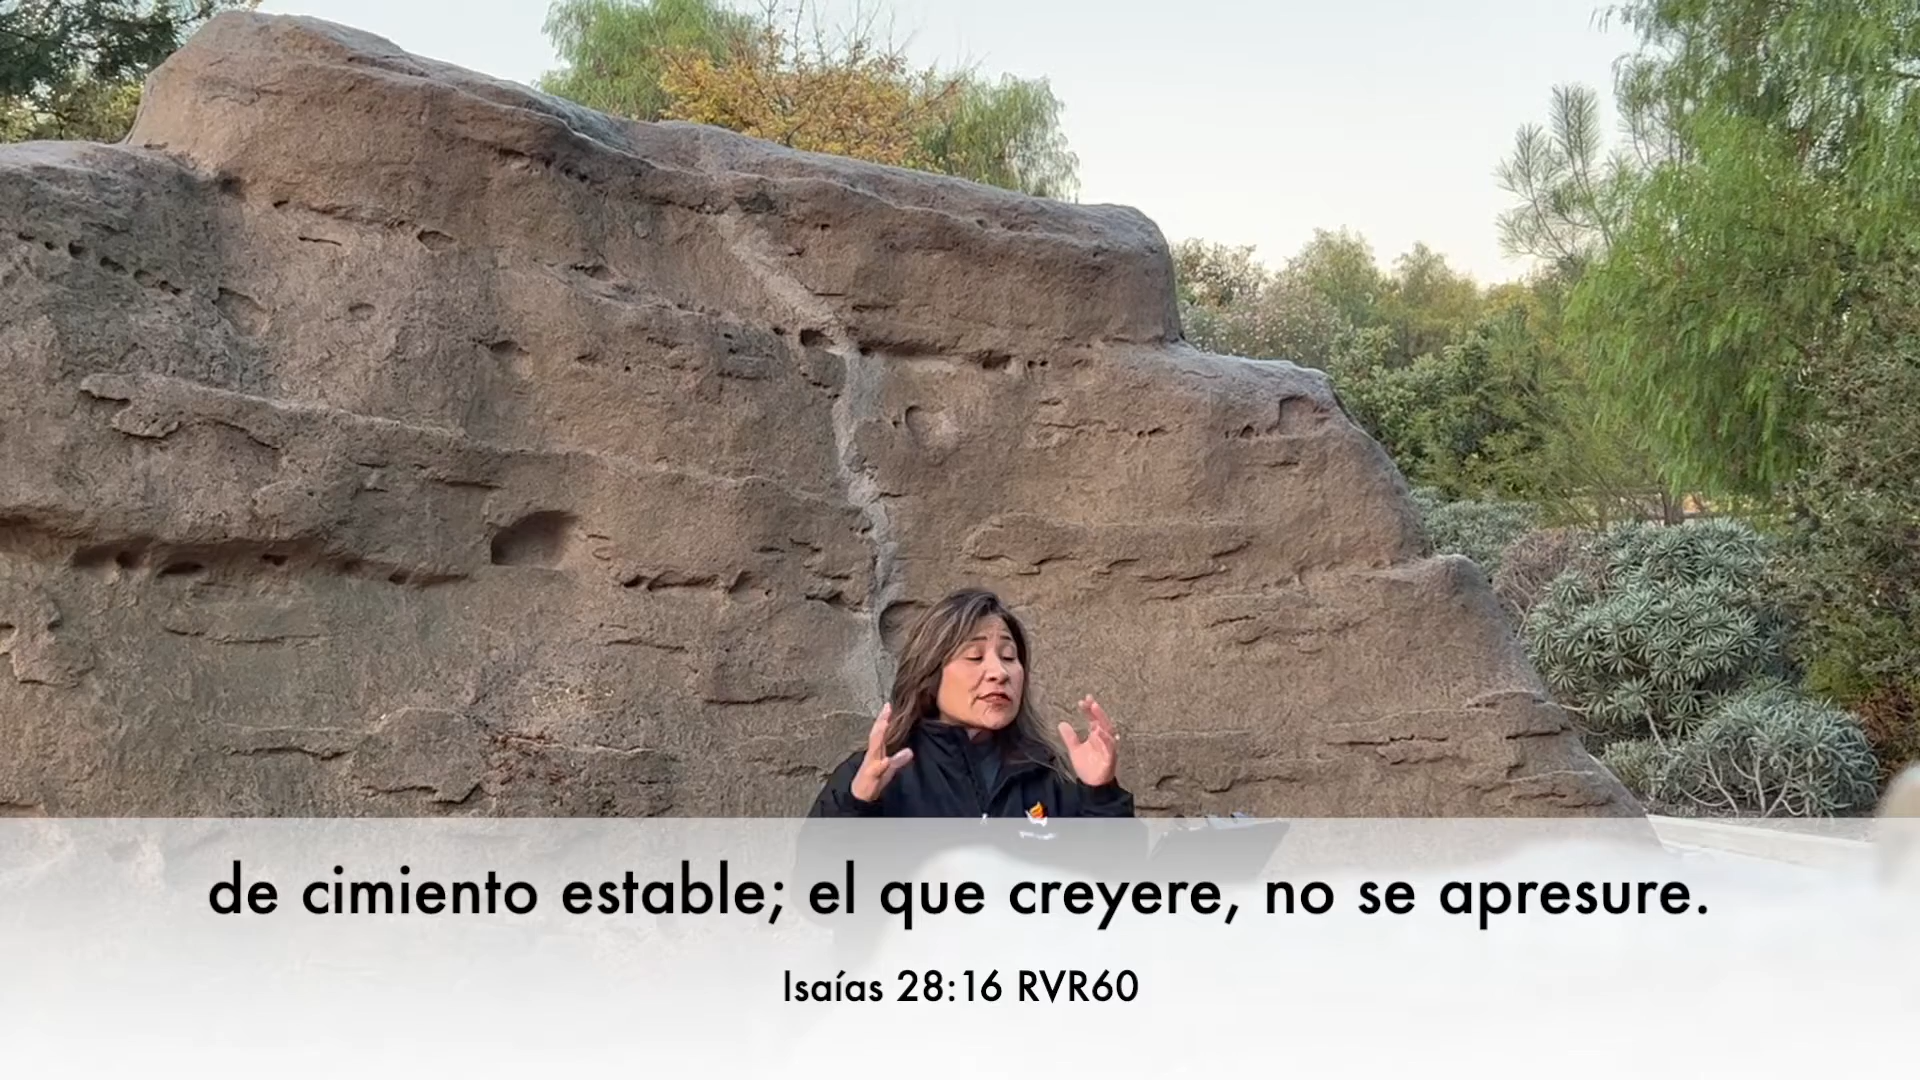 de cimiento estable; el que creyere, no se apresure.
Isaías 28:16 RVR60